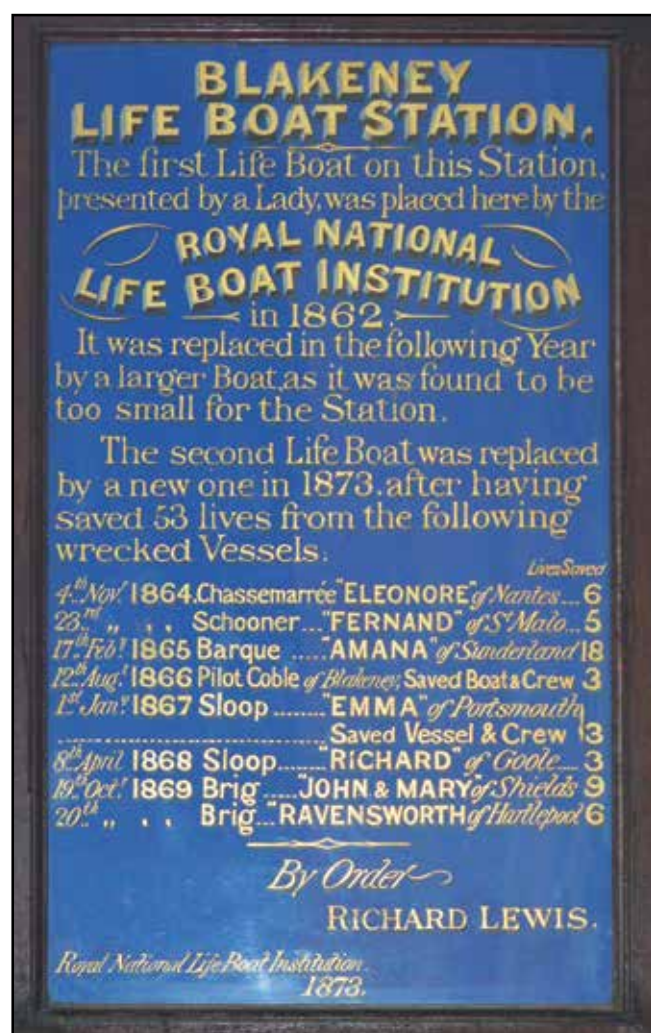 BLAKENEY
LIFE BOAT STATION.
The first Life Boat on this Station,
presented by a Lady, was placed here by the
ROYAL NATIONAL
LIFE BOAT INSTITUTION
in 1862.
It was replaced in the following Year
by a larger Boat, as it was found to be
too small for the Station.
The second Life Boat was replaced
by a new one in 1873, after having
saved 53 lives from the following
wrecked Vessels:
Lives Saved
4th Novr 1864. Chassemarrée "ELEONORE" of Nantes.... 6
23rd ,, ,, Schooner.... "FERNAND" of St Malo... 5
17th Febr 1865 Barque ..... "AMANA" of Sunderland 18
12th Augt 1866 Pilot Coble of Blakeney, Saved Boat & Crew 3
1st Jany 1867 Sloop ........ "EMMA" of Portsmouth
Saved Vessel & Crew 3
8th April 1868 Sloop....... "RICHARD" of Goole.... 3
19th Octr 1869 Brig ..... "JOHN & MARY" of Shields 9
20th ,, ,, Brig... "RAVENSWORTH of Hartlepool 6
By Order
RICHARD LEWIS.
Royal National Life Boat Institution.
1873.